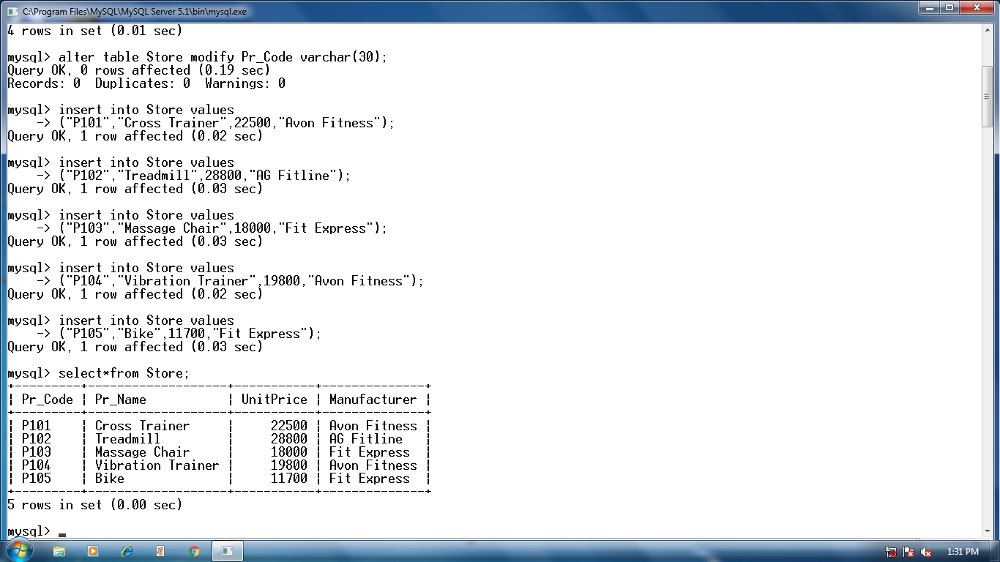 C:\Program Files\MySQL\MySQL Server 5.1\bin\mysql.exe
4 rows in set (0.01 sec)
mysql> alter table Store modify Pr_Code varchar(30);
Query OK, 0 rows affected (0.19 sec)
Records: 0  Duplicates: 0  Warnings: 0
mysql> insert into Store values
    -> ("P101","Cross Trainer",22500,"Avon Fitness");
Query OK, 1 row affected (0.02 sec)
mysql> insert into Store values
    -> ("P102","Treadmill",28800,"AG Fitline");
Query OK, 1 row affected (0.03 sec)
mysql> insert into Store values
    -> ("P103","Massage Chair",18000,"Fit Express");
Query OK, 1 row affected (0.03 sec)
mysql> insert into Store values
    -> ("P104","Vibration Trainer",19800,"Avon Fitness");
Query OK, 1 row affected (0.02 sec)
mysql> insert into Store values
    -> ("P105","Bike",11700,"Fit Express");
Query OK, 1 row affected (0.03 sec)
mysql> select*from Store;
+---------+-------------------+-----------+--------------+
| Pr_Code | Pr_Name           | UnitPrice | Manufacturer |
+---------+-------------------+-----------+--------------+
| P101    | Cross Trainer     |     22500 | Avon Fitness |
| P102    | Treadmill         |     28800 | AG Fitline   |
| P103    | Massage Chair     |     18000 | Fit Express  |
| P104    | Vibration Trainer |     19800 | Avon Fitness |
| P105    | Bike              |     11700 | Fit Express  |
+---------+-------------------+-----------+--------------+
5 rows in set (0.00 sec)
mysql> _
1:31 PM